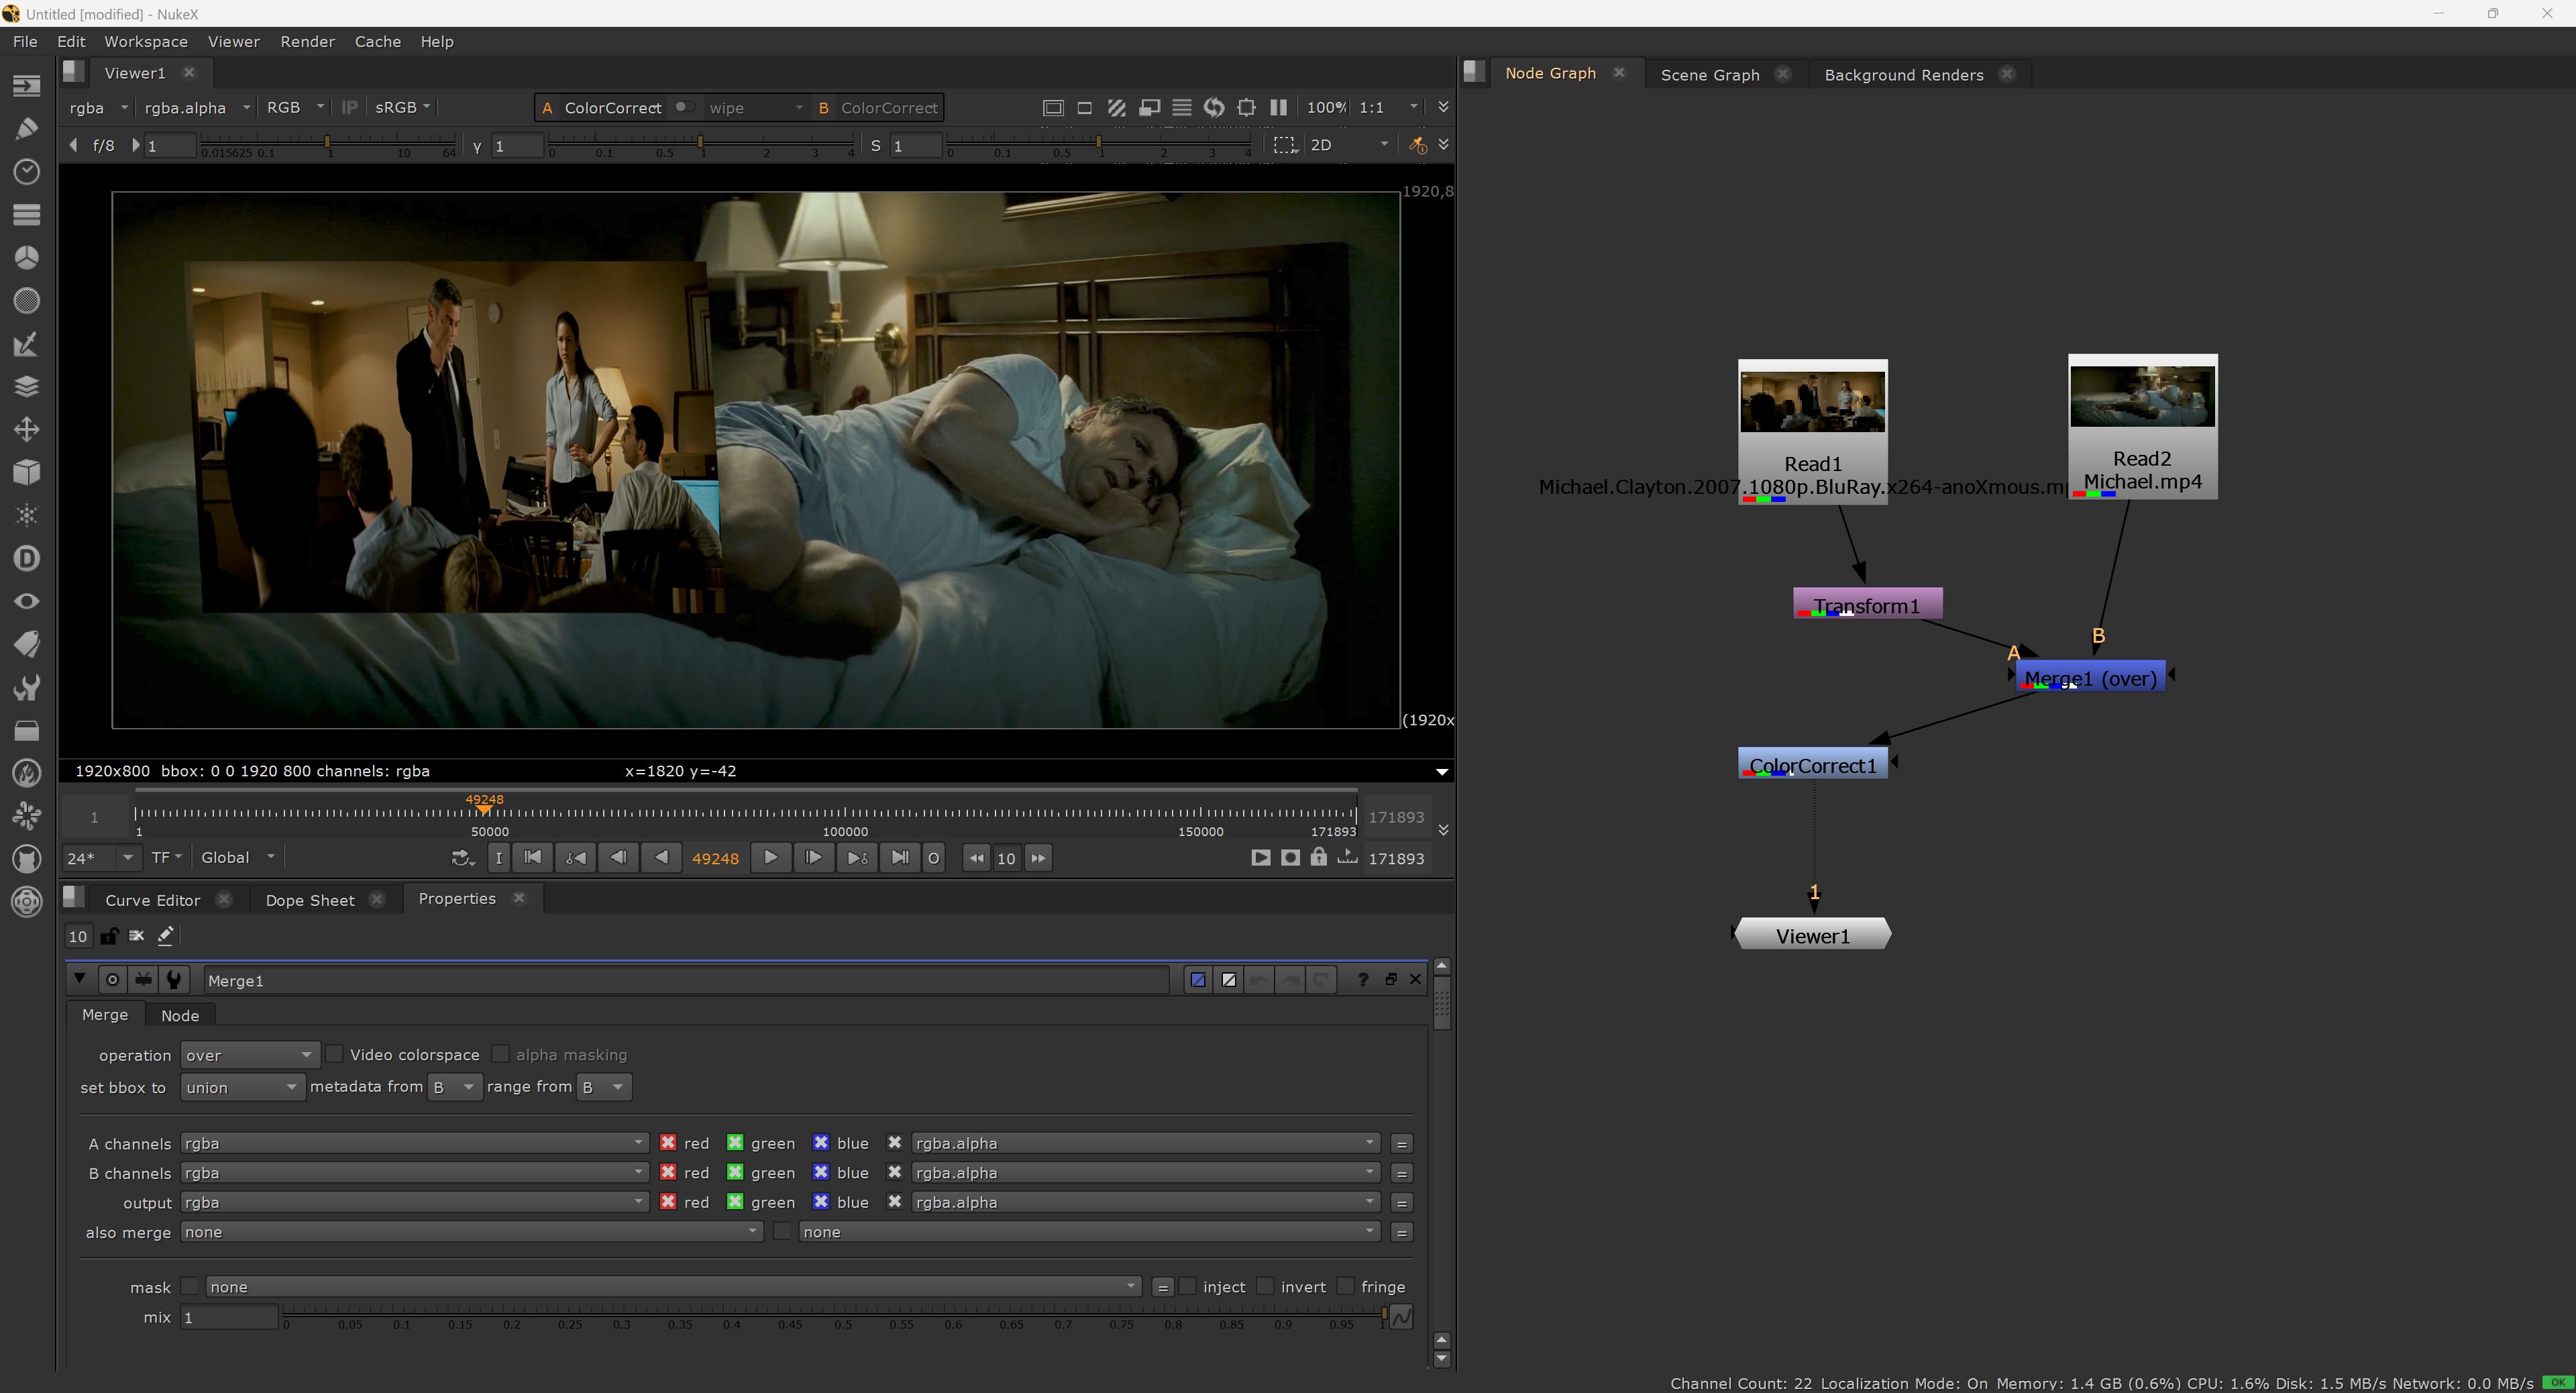 Untitled [modified] - NukeX
File Edit Workspace Viewer Render Cache Help
Viewer1
rgba rgba.alpha RGB IP sRGB A ColorCorrect wipe B ColorCorrect 100% 1:1
f/8 1 0.015625 0.1 1 10 64 γ 1 0 0.1 0.5 1 2 3 4 S 1 0 0.1 0.5 1 2 3 4 2D
1920,8
(1920x
1920x800 bbox: 0 0 1920 800 channels: rgba x=1820 y=-42
49248
1 171893
1 50000 100000 150000 171893
24* TF Global I 49248 O 10 171893
Curve Editor Dope Sheet Properties
10
Merge1 ?
Merge Node
operation over Video colorspace alpha masking
set bbox to union metadata from B range from B
A channels rgba red green blue rgba.alpha =
B channels rgba red green blue rgba.alpha =
output rgba red green blue rgba.alpha =
also merge none none =
mask none = inject invert fringe
mix 1
0 0.05 0.1 0.15 0.2 0.25 0.3 0.35 0.4 0.45 0.5 0.55 0.6 0.65 0.7 0.75 0.8 0.85 0.9 0.95 1
Node Graph Scene Graph Background Renders
Read1
Michael.Clayton.2007.1080p.BluRay.x264-anoXmous.mp
Read2
Michael.mp4
Transform1
A
B
Merge1 (over)
ColorCorrect1
1
Viewer1
Channel Count: 22 Localization Mode: On Memory: 1.4 GB (0.6%) CPU: 1.6% Disk: 1.5 MB/s Network: 0.0 MB/s OK